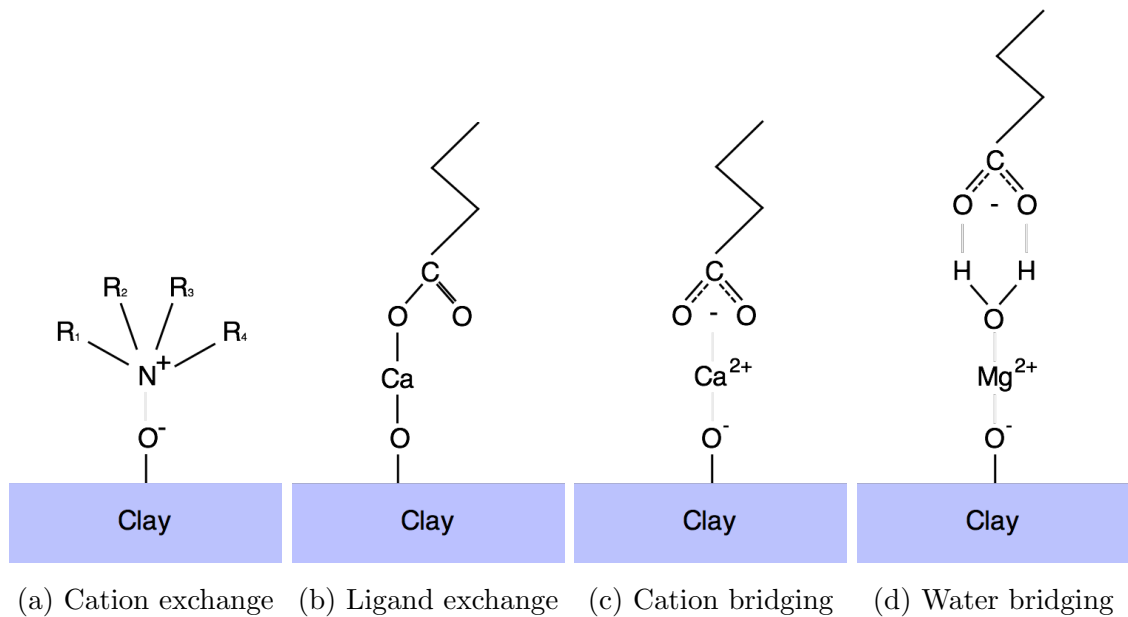 C
O - O
H H
O
Mg2+
O-
Clay
C
O O
Ca
O
Clay
C
O - O
Ca2+
O-
Clay
R1 R2 R3 R4
N+
O-
Clay
(a) Cation exchange
(b) Ligand exchange
(c) Cation bridging
(d) Water bridging